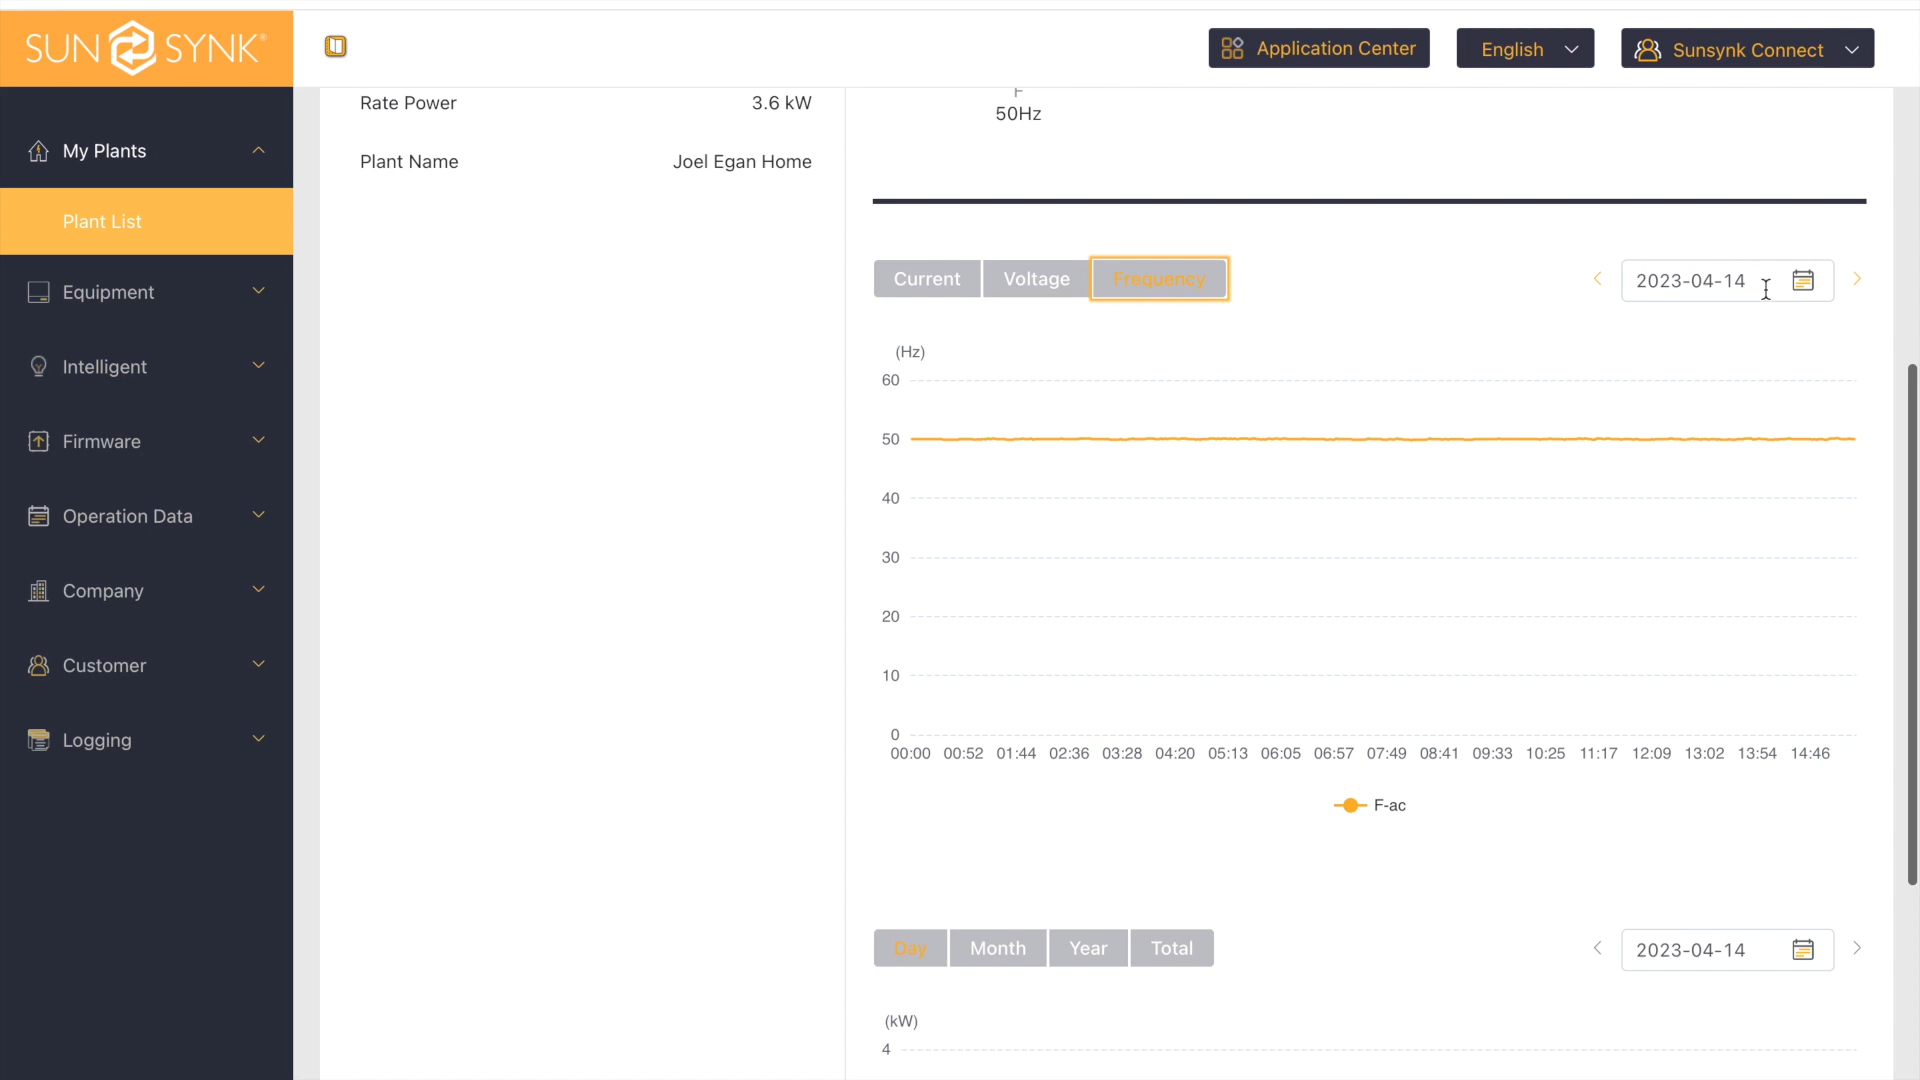 SUN SYNK®
Application Center
English
Sunsynk Connect
My Plants
Plant List
Equipment
Intelligent
Firmware
Operation Data
Company
Customer
Logging
Rate Power 3.6 kW
Plant Name Joel Egan Home
F
50Hz
Current Voltage Frequency
2023-04-14
(Hz)
60
50
40
30
20
10
0
00:00 00:52 01:44 02:36 03:28 04:20 05:13 06:05 06:57 07:49 08:41 09:33 10:25 11:17 12:09 13:02 13:54 14:46
F-ac
Day Month Year Total
2023-04-14
(kW)
4